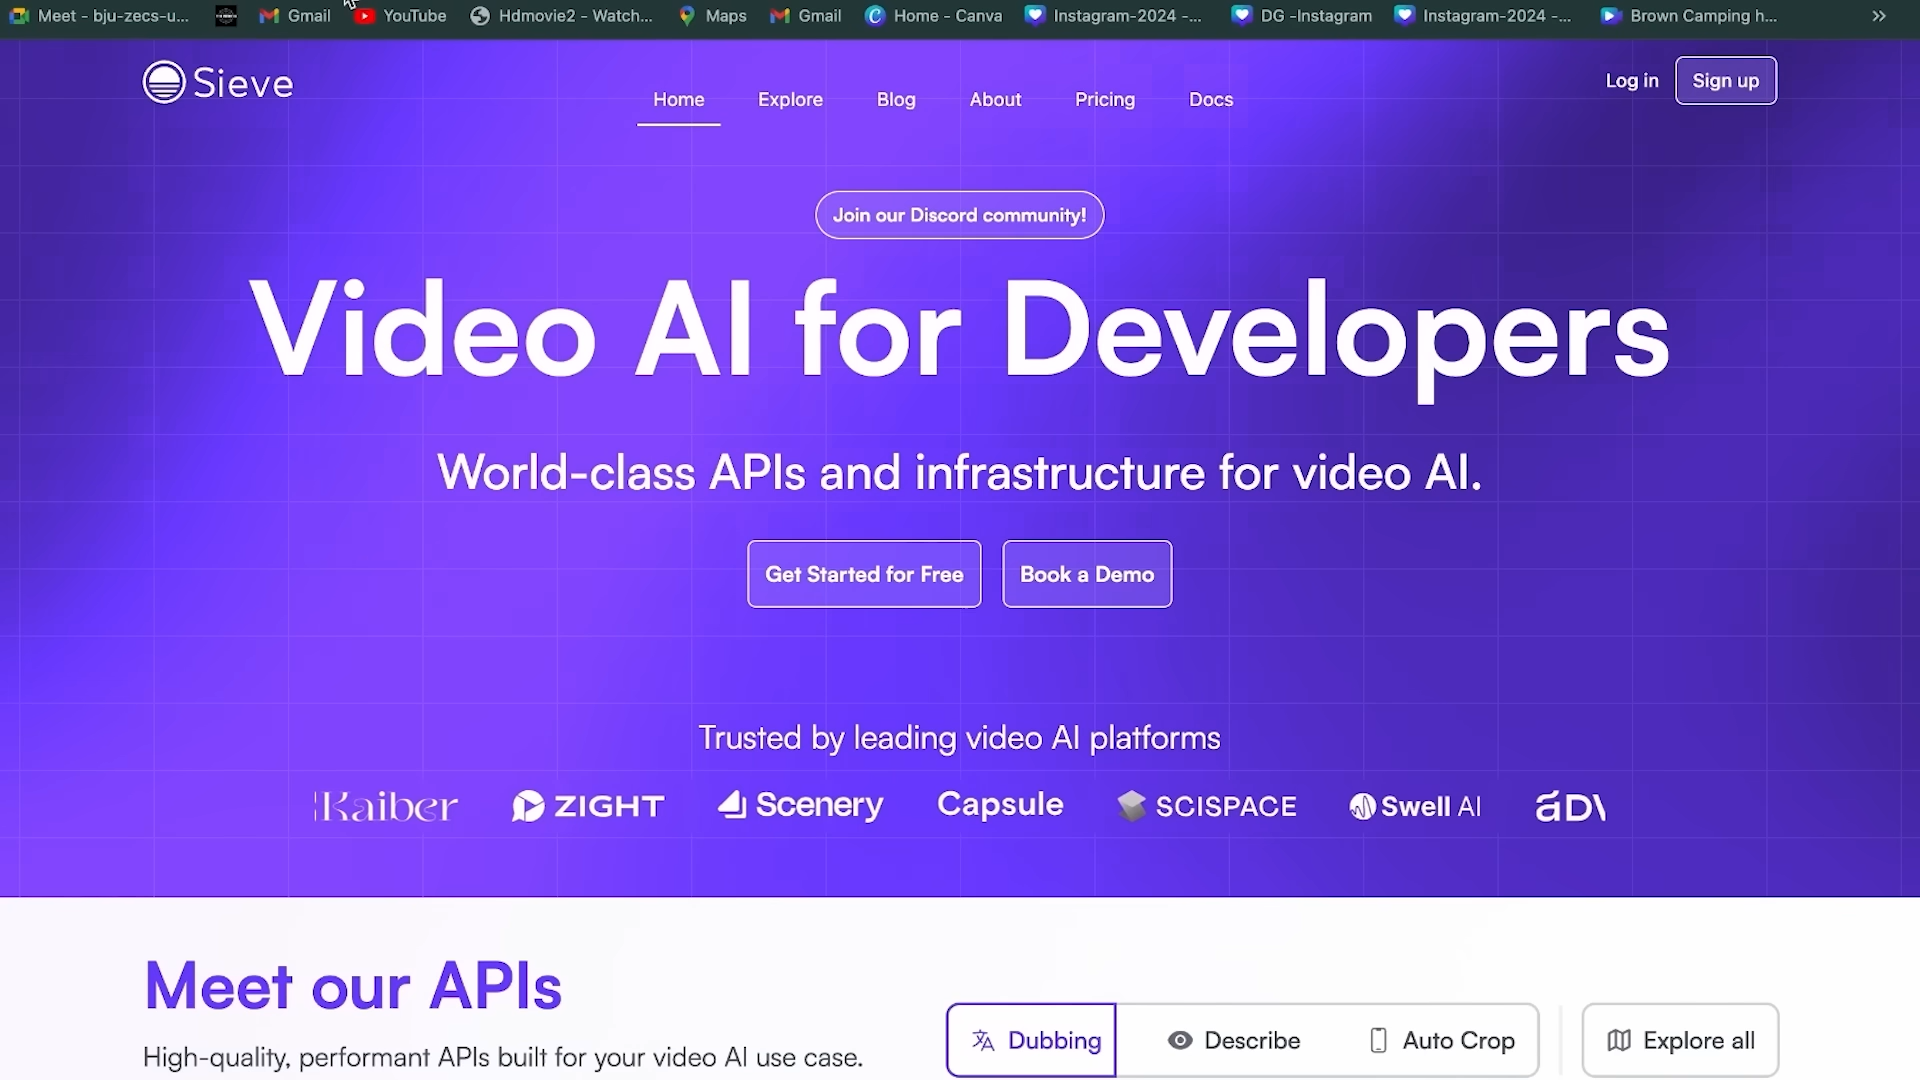 Meet - bju-zecs-u...
Gmail
YouTube
Hdmovie2 - Watch...
Maps
Gmail
Home - Canva
Instagram-2024 -...
DG -Instagram
Instagram-2024 -...
Brown Camping h...
Sieve
Home
Explore
Blog
About
Pricing
Docs
Log in
Sign up
Join our Discord community!
Video AI for Developers
World-class APIs and infrastructure for video AI.
Get Started for Free
Book a Demo
Trusted by leading video AI platforms
Kaiber
ZIGHT
Scenery
Capsule
SCISPACE
Swell AI
Meet our APIs
High-quality, performant APIs built for your video AI use case.
Dubbing
Describe
Auto Crop
Explore all